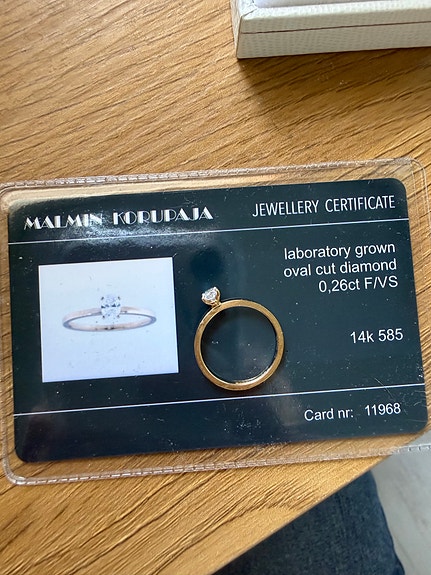 MALMIN KORUPAJA
JEWELLERY CERTIFICATE
laboratory grown
oval cut diamond
0,26ct F/VS
14k 585
Card nr: 11968